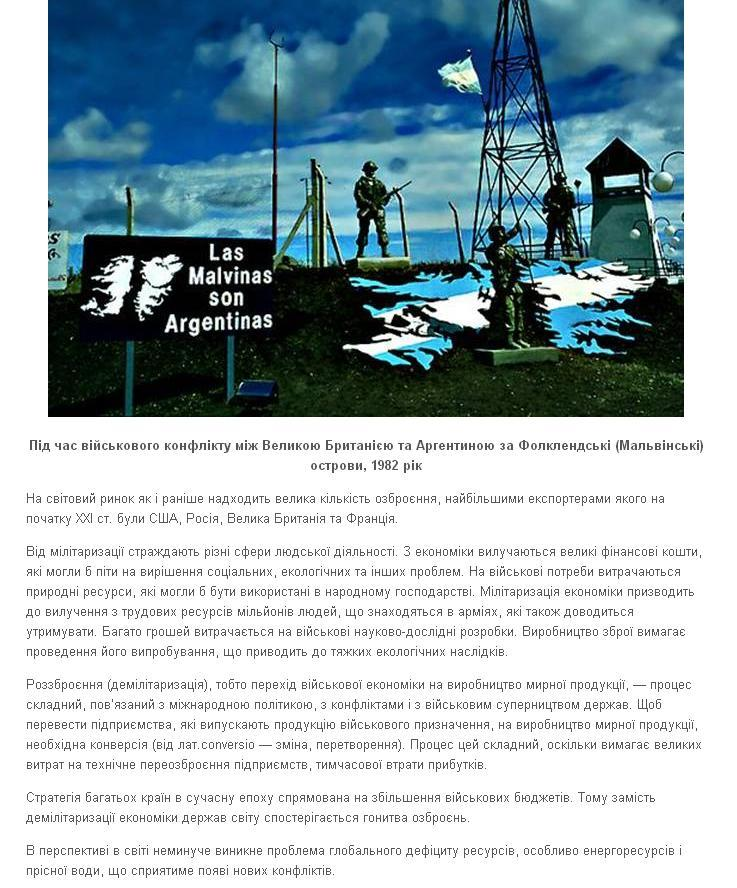 Las
Malvinas
son
Argentinas
Під час військового конфлікту між Великою Британією та Аргентиною за Фолклендські (Мальвінські)
острови, 1982 рік
На світовий ринок як і раніше надходить велика кількість озброєння, найбільшими експортерами якого на
початку XXI ст. були США, Росія, Велика Британія та Франція.
Від мілітаризації страждають різні сфери людської діяльності. З економіки вилучаються великі фінансові кошти,
які могли б піти на вирішення соціальних, екологічних та інших проблем. На військові потреби витрачаються
природні ресурси, які могли б бути використані в народному господарстві. Мілітаризація економіки призводить
до вилучення з трудових ресурсів мільйонів людей, що знаходяться в арміях, які також доводиться
утримувати. Багато грошей витрачається на військові науково-дослідні розробки. Виробництво зброї вимагає
проведення його випробування, що приводить до тяжких екологічних наслідків.
Роззброєння (демілітаризація), тобто перехід військової економіки на виробництво мирної продукції, — процес
складний, пов'язаний з міжнародною політикою, з конфліктами і з військовим суперництвом держав. Щоб
перевести підприємства, які випускають продукцію військового призначення, на виробництво мирної продукції,
необхідна конверсія (від лат.conversio — зміна, перетворення). Процес цей складний, оскільки вимагає великих
витрат на технічне переозброєння підприємств, тимчасової втрати прибутків.
Стратегія багатьох країн в сучасну епоху спрямована на збільшення військових бюджетів. Тому замість
демілітаризації економіки держав світу спостерігається гонитва озброєнь.
В перспективі в світі неминуче виникне проблема глобального дефіциту ресурсів, особливо енергоресурсів і
прісної води, що сприятиме появі нових конфліктів.